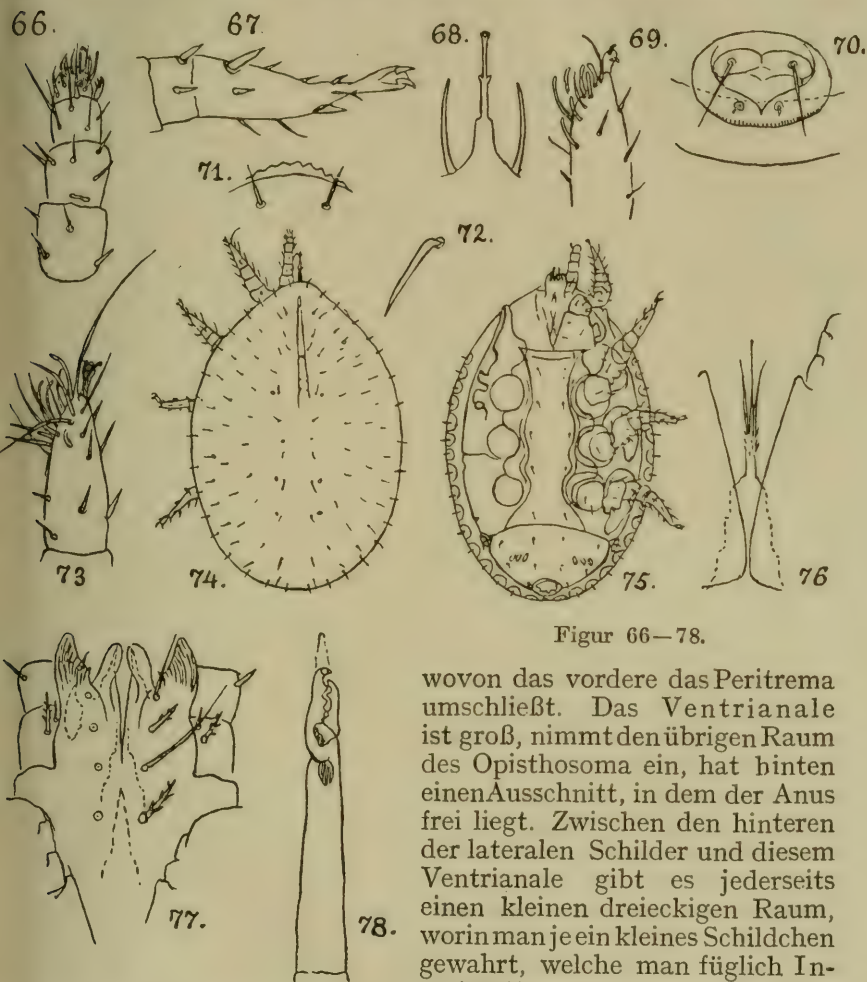 66.
67.
68.
69.
70.
71.
72.
73
74.
75.
76
Figur 66—78.
77.
78.
wovon das vordere das Peritrema
umschließt. Das Ventrianale
ist groß, nimmt den übrigen Raum
des Opisthosoma ein, hat hinten
einen Ausschnitt, in dem der Anus
frei liegt. Zwischen den hinteren
der lateralen Schilder und diesem
Ventrianale gibt es jederseits
einen kleinen dreieckigen Raum,
worin man je ein kleines Schildchen
gewahrt, welche man füglich In-